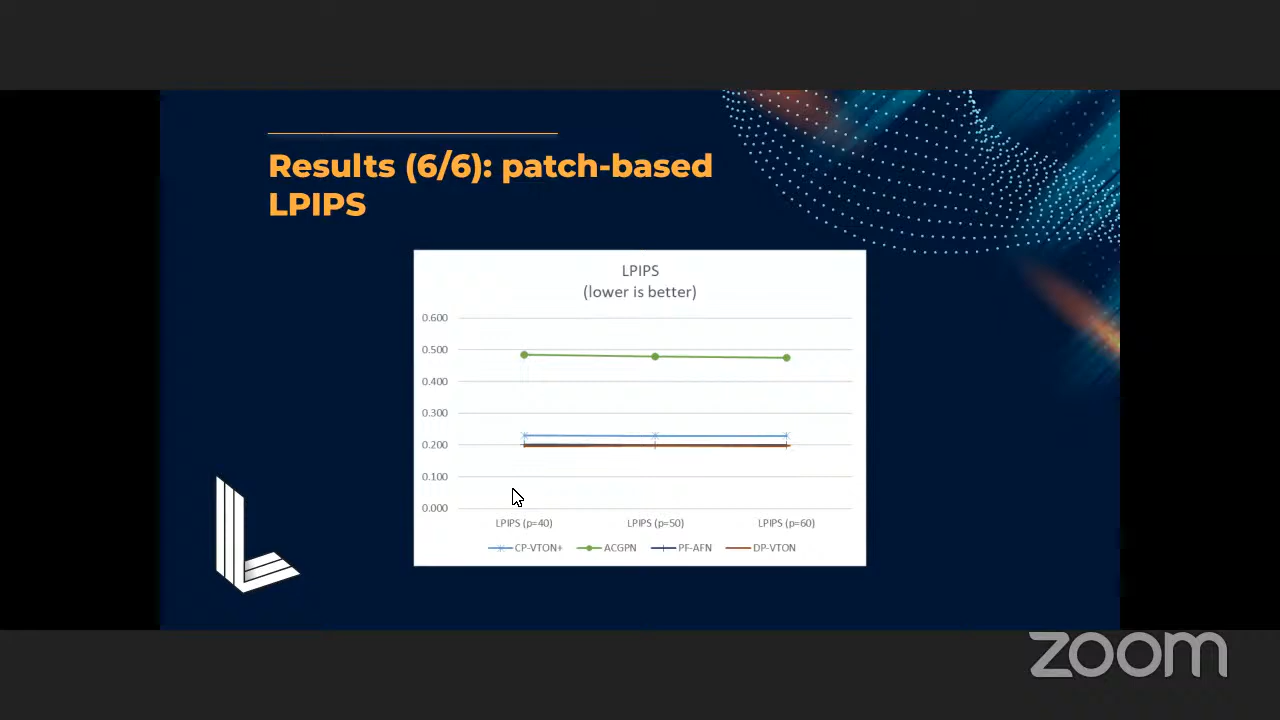 Results (6/6): patch-based
LPIPS
LPIPS
(lower is better)
0.600
0.500
0.400
0.300
0.200
0.100
0.000
LPIPS (p=40) LPIPS (p=50) LPIPS (p=60)
CP-VTON+ ACGPN PF-AFN DP-VTON
zoom